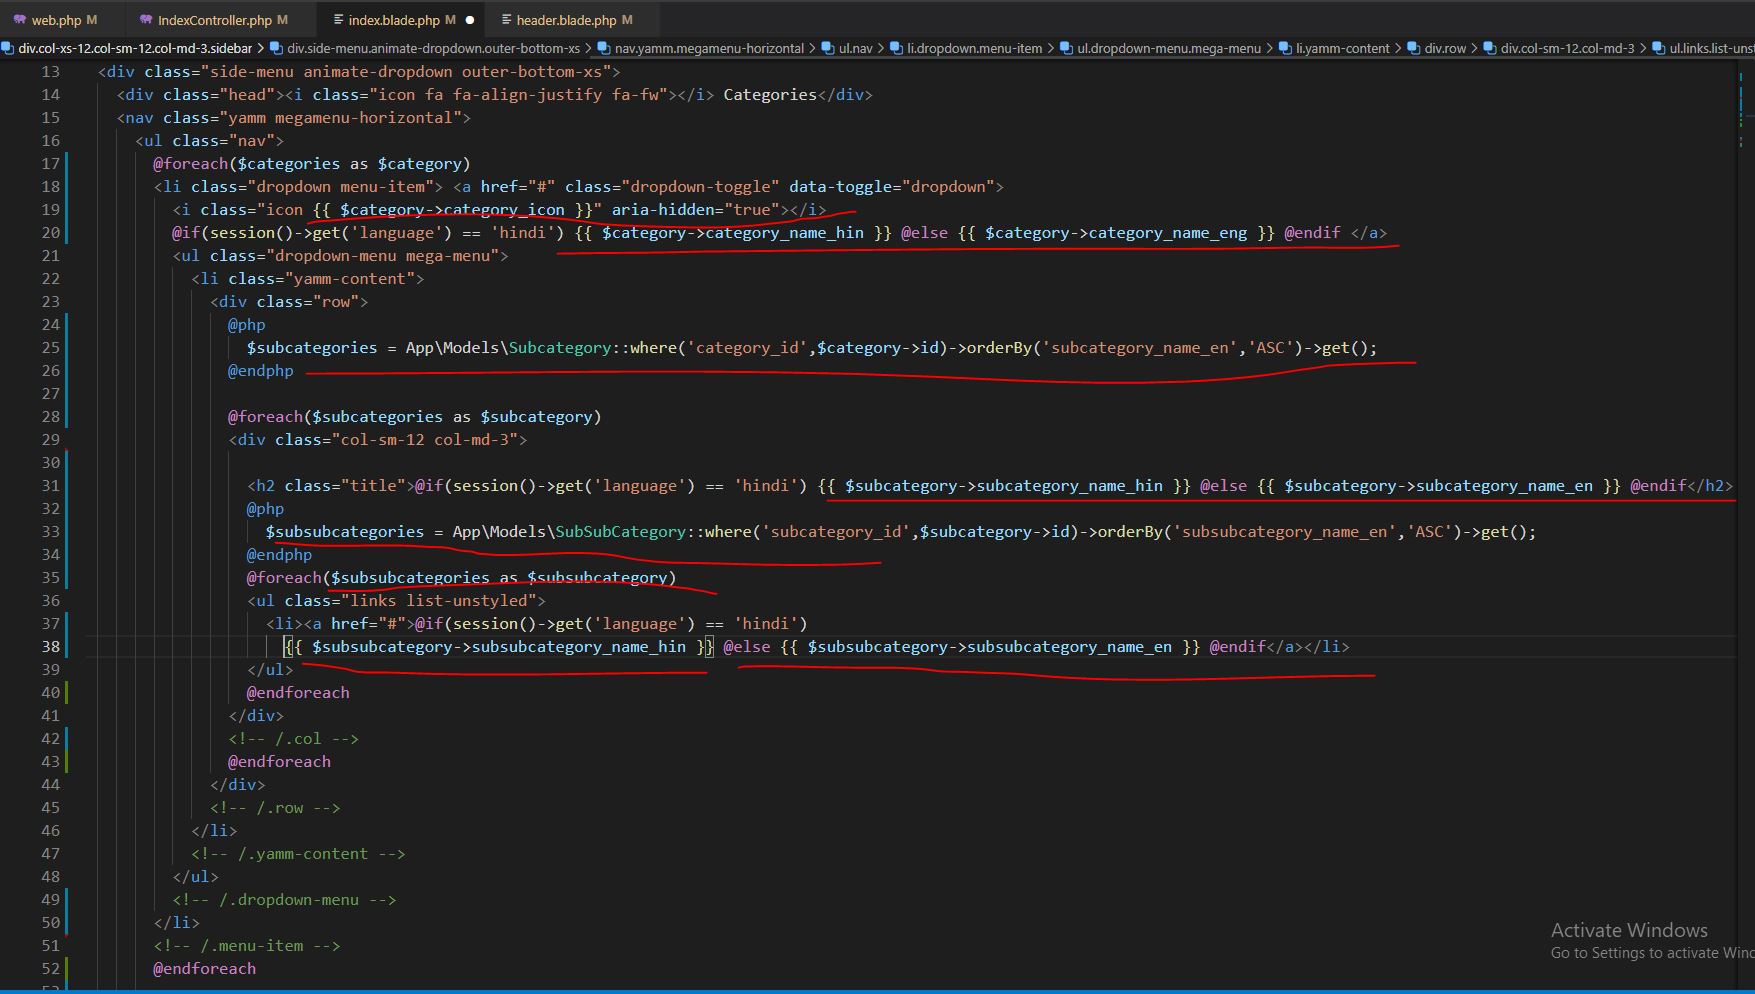 web.php M IndexController.php M index.blade.php M header.blade.php M
div.col-xs-12.col-sm-12.col-md-3.sidebar > div.side-menu.animate-dropdown.outer-bottom-xs > nav.yamm.megamenu-horizontal > ul.nav > li.dropdown.menu-item > ul.dropdown-menu.mega-menu > li.yamm-content > div.row > div.col-sm-12.col-md-3 > ul.links.list-unst
13 <div class="side-menu animate-dropdown outer-bottom-xs">
14 <div class="head"><i class="icon fa fa-align-justify fa-fw"></i> Categories</div>
15 <nav class="yamm megamenu-horizontal">
16 <ul class="nav">
17 @foreach($categories as $category)
18 <li class="dropdown menu-item"> <a href="#" class="dropdown-toggle" data-toggle="dropdown">
19 <i class="icon {{ $category->category_icon }}" aria-hidden="true"></i>
20 @if(session()->get('language') == 'hindi') {{ $category->category_name_hin }} @else {{ $category->category_name_eng }} @endif </a>
21 <ul class="dropdown-menu mega-menu">
22 <li class="yamm-content">
23 <div class="row">
24 @php
25 $subcategories = App\Models\Subcategory::where('category_id',$category->id)->orderBy('subcategory_name_en','ASC')->get();
26 @endphp
27
28 @foreach($subcategories as $subcategory)
29 <div class="col-sm-12 col-md-3">
30
31 <h2 class="title">@if(session()->get('language') == 'hindi') {{ $subcategory->subcategory_name_hin }} @else {{ $subcategory->subcategory_name_en }} @endif</h2>
32 @php
33 $subsubcategories = App\Models\SubSubCategory::where('subcategory_id',$subcategory->id)->orderBy('subsubcategory_name_en','ASC')->get();
34 @endphp
35 @foreach($subsubcategories as $subsubcategory)
36 <ul class="links list-unstyled">
37 <li><a href="#">@if(session()->get('language') == 'hindi')
38 {{ $subsubcategory->subsubcategory_name_hin }} @else {{ $subsubcategory->subsubcategory_name_en }} @endif</a></li>
39 </ul>
40 @endforeach
41 </div>
42 <!-- /.col -->
43 @endforeach
44 </div>
45 <!-- /.row -->
46 </li>
47 <!-- /.yamm-content -->
48 </ul>
49 <!-- /.dropdown-menu -->
50 </li>
51 <!-- /.menu-item -->
52 @endforeach
Activate Windows
Go to Settings to activate Wind